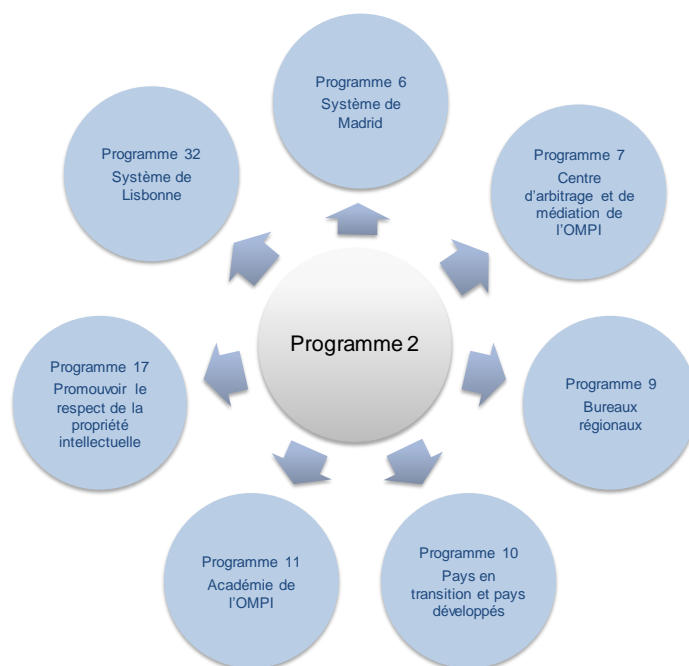 Programme 6
Système de
Madrid
Programme 7
Centre
d'arbitrage et de
médiation de
l'OMPI
Programme 9
Bureaux
régionaux
Programme 10
Pays en
transition et pays
développés
Programme 11
Académie de
l'OMPI
Programme 17
Promouvoir le
respect de la
propriété
intellectuelle
Programme 32
Système de
Lisbonne
Programme 2